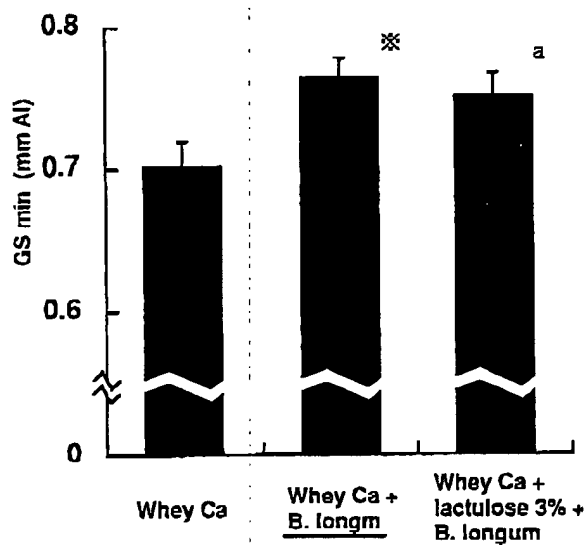 0.8
0.7
0.6
0
GS min (mm Al)
※
a
Whey Ca
Whey Ca +
B. longm
Whey Ca +
lactulose 3% +
B. longum